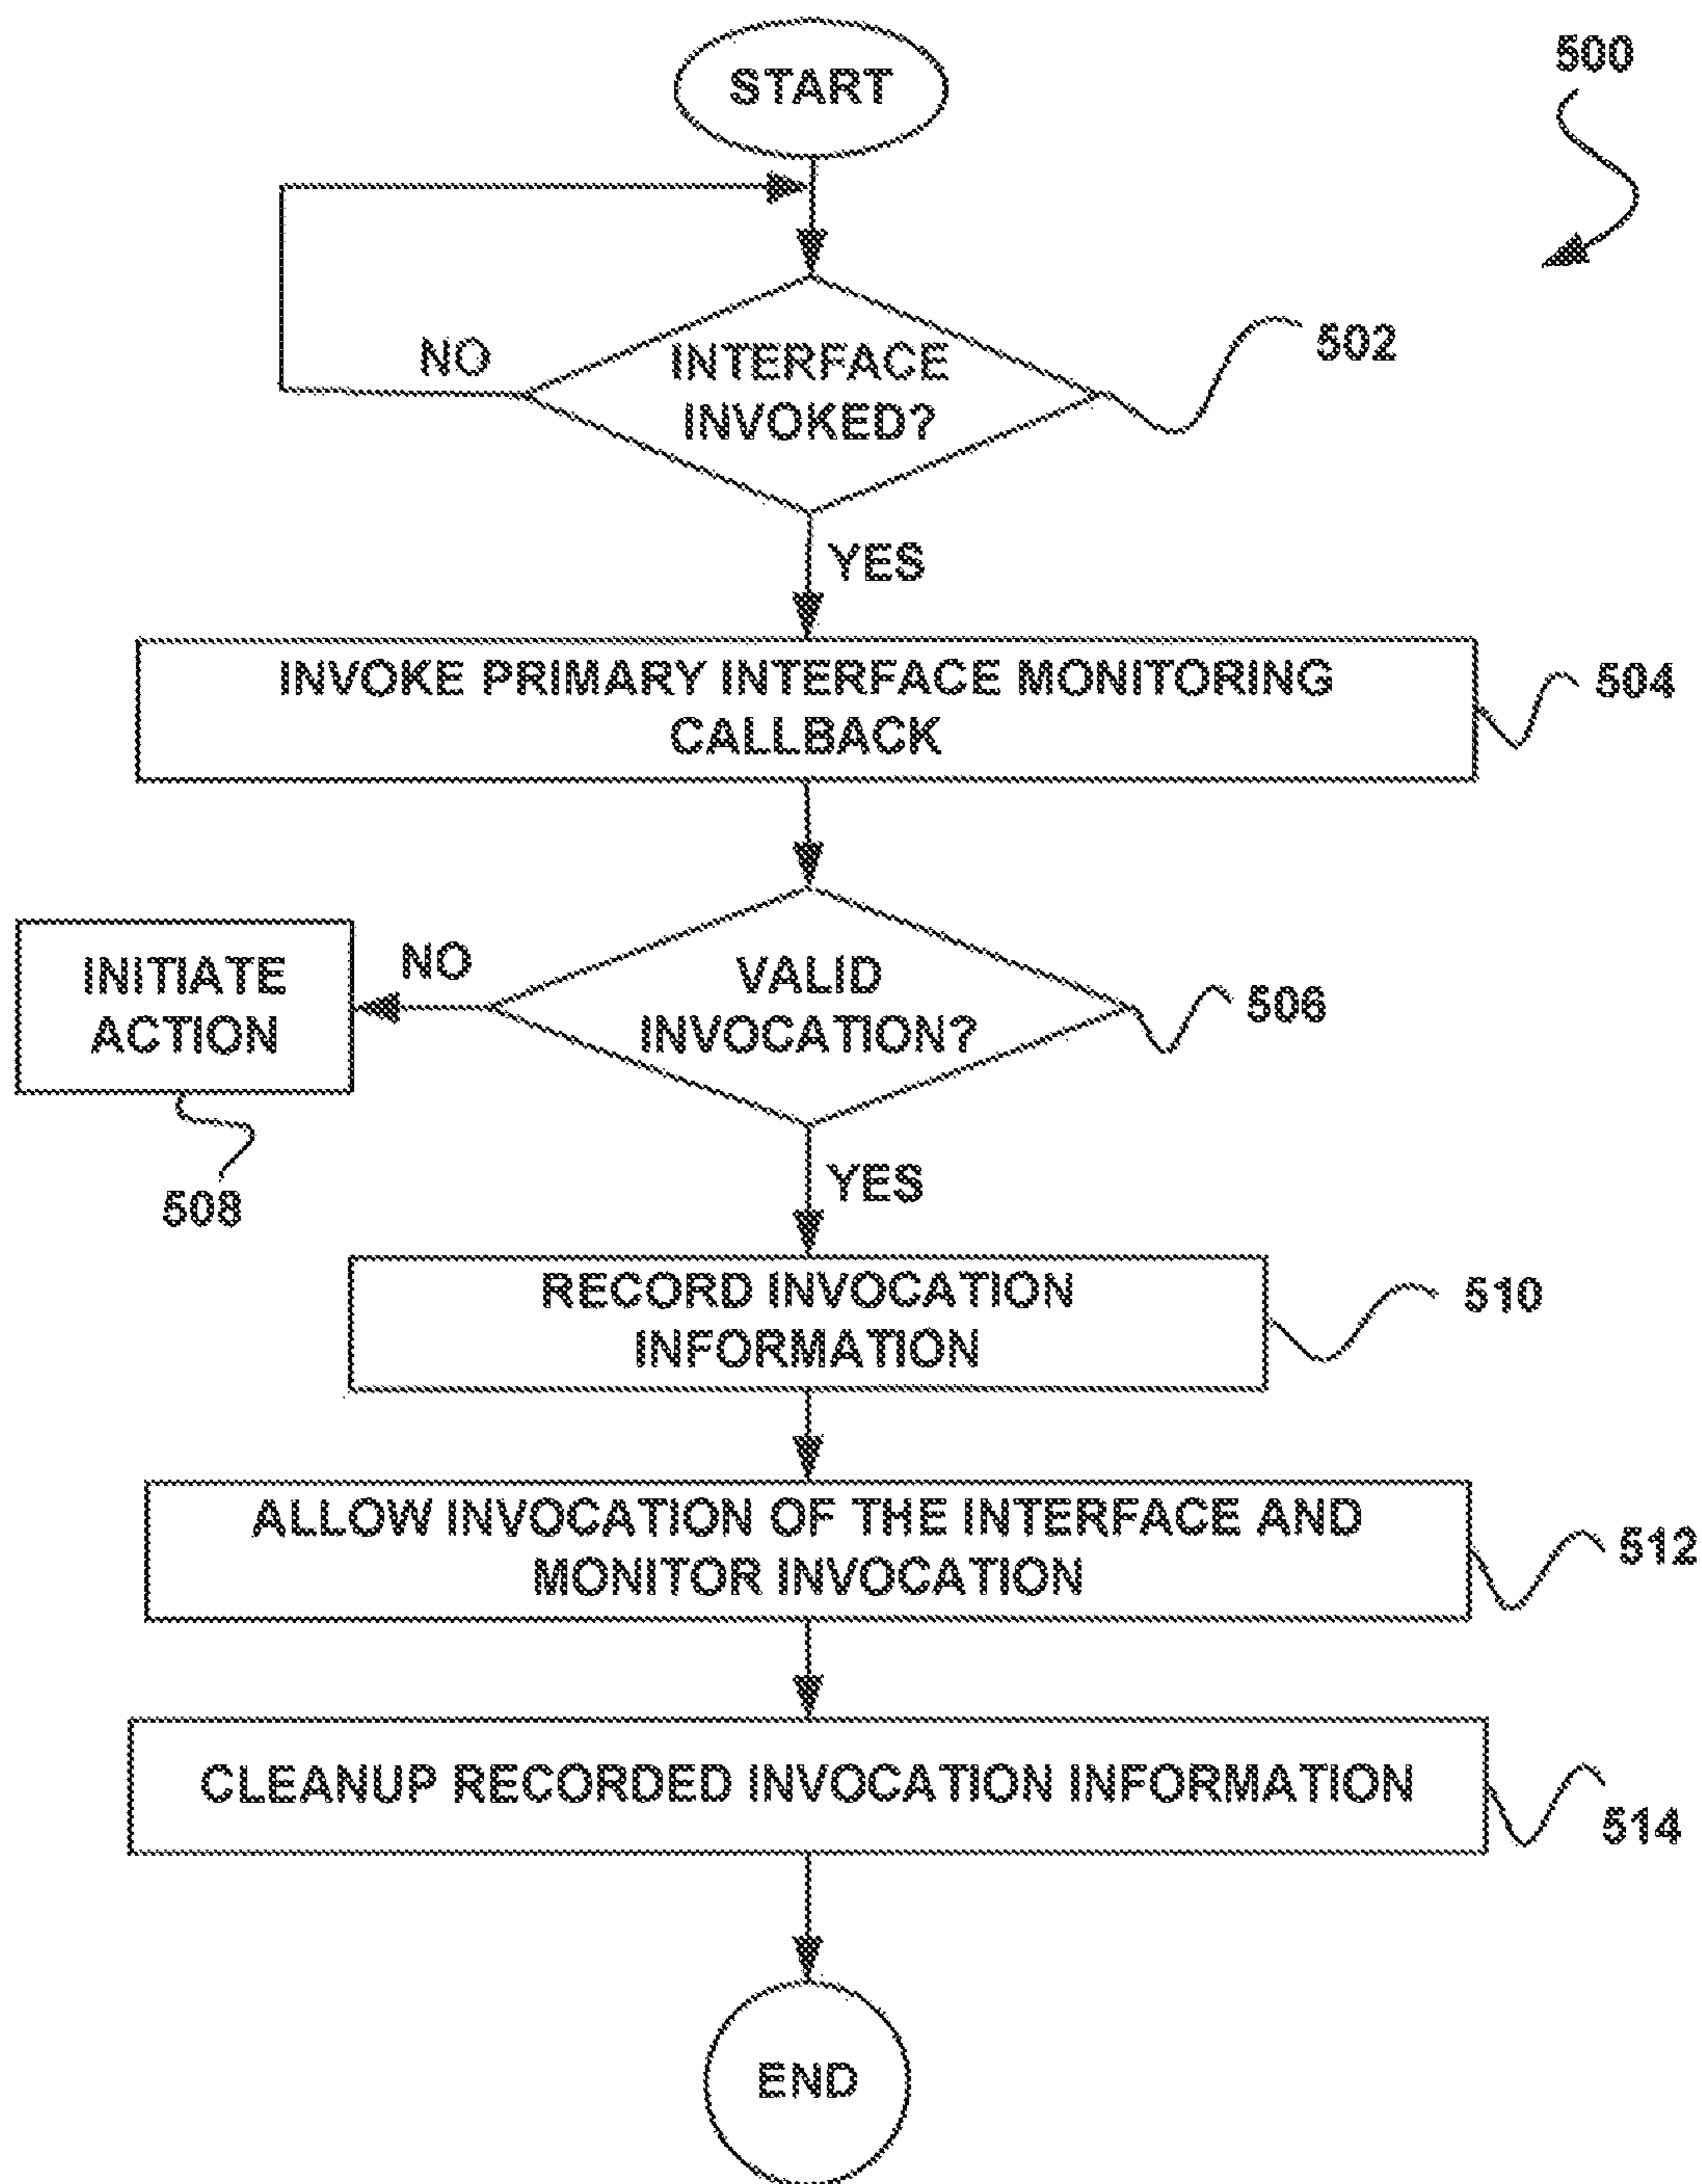 START
500
NO
INTERFACE
INVOKED?
502
YES
INVOKE PRIMARY INTERFACE MONITORING
CALLBACK
504
INITIATE
ACTION
NO
VALID
INVOCATION?
506
508
YES
RECORD INVOCATION
INFORMATION
510
ALLOW INVOCATION OF THE INTERFACE AND
MONITOR INVOCATION
512
CLEANUP RECORDED INVOCATION INFORMATION
514
END